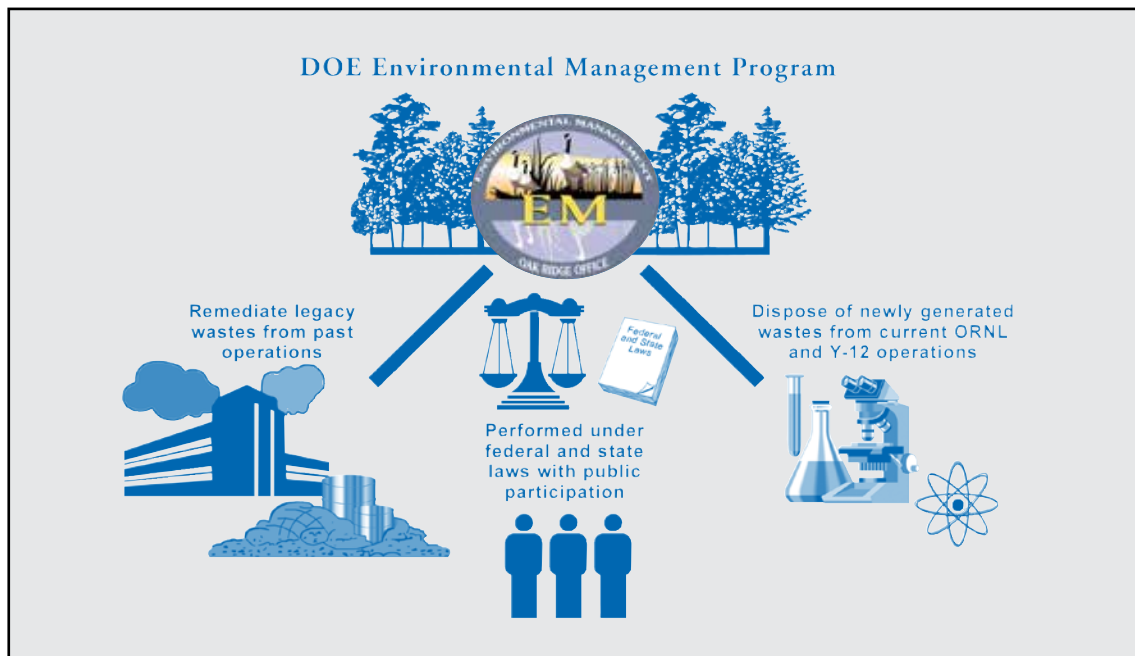 DOE Environmental Management Program
ENVIRONMENTAL MANAGEMENT
EM
OAK RIDGE OFFICE
Remediate legacy
wastes from past
operations
Federal
and State
Laws
Dispose of newly generated
wastes from current ORNL
and Y-12 operations
Performed under
federal and state
laws with public
participation